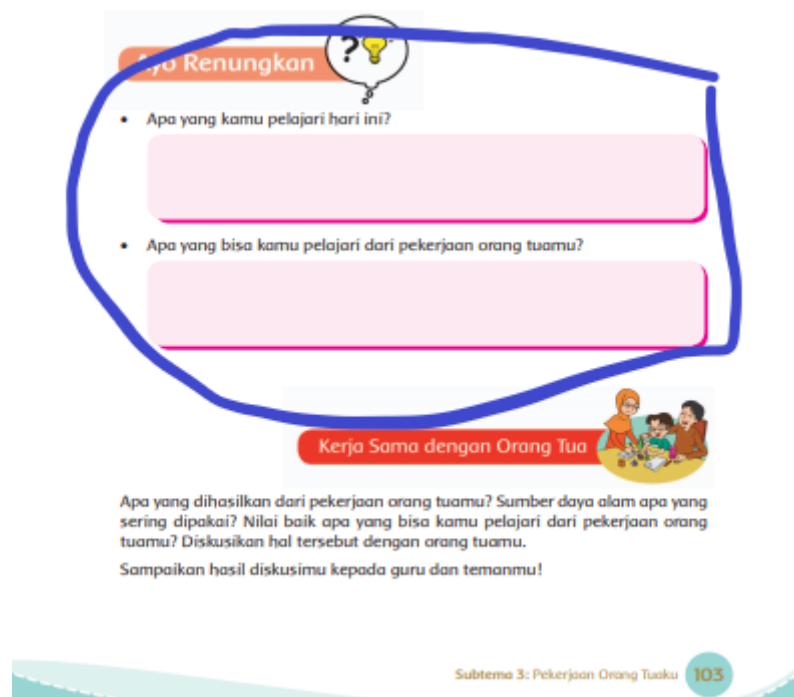 Ayo Renungkan
?
• Apa yang kamu pelajari hari ini?
• Apa yang bisa kamu pelajari dari pekerjaan orang tuamu?
Kerja Sama dengan Orang Tua
Apa yang dihasilkan dari pekerjaan orang tuamu? Sumber daya alam apa yang
sering dipakai? Nilai baik apa yang bisa kamu pelajari dari pekerjaan orang
tuamu? Diskusikan hal tersebut dengan orang tuamu.
Sampaikan hasil diskusimu kepada guru dan temanmu!
Subtema 3: Pekerjaan Orang Tuaku 103